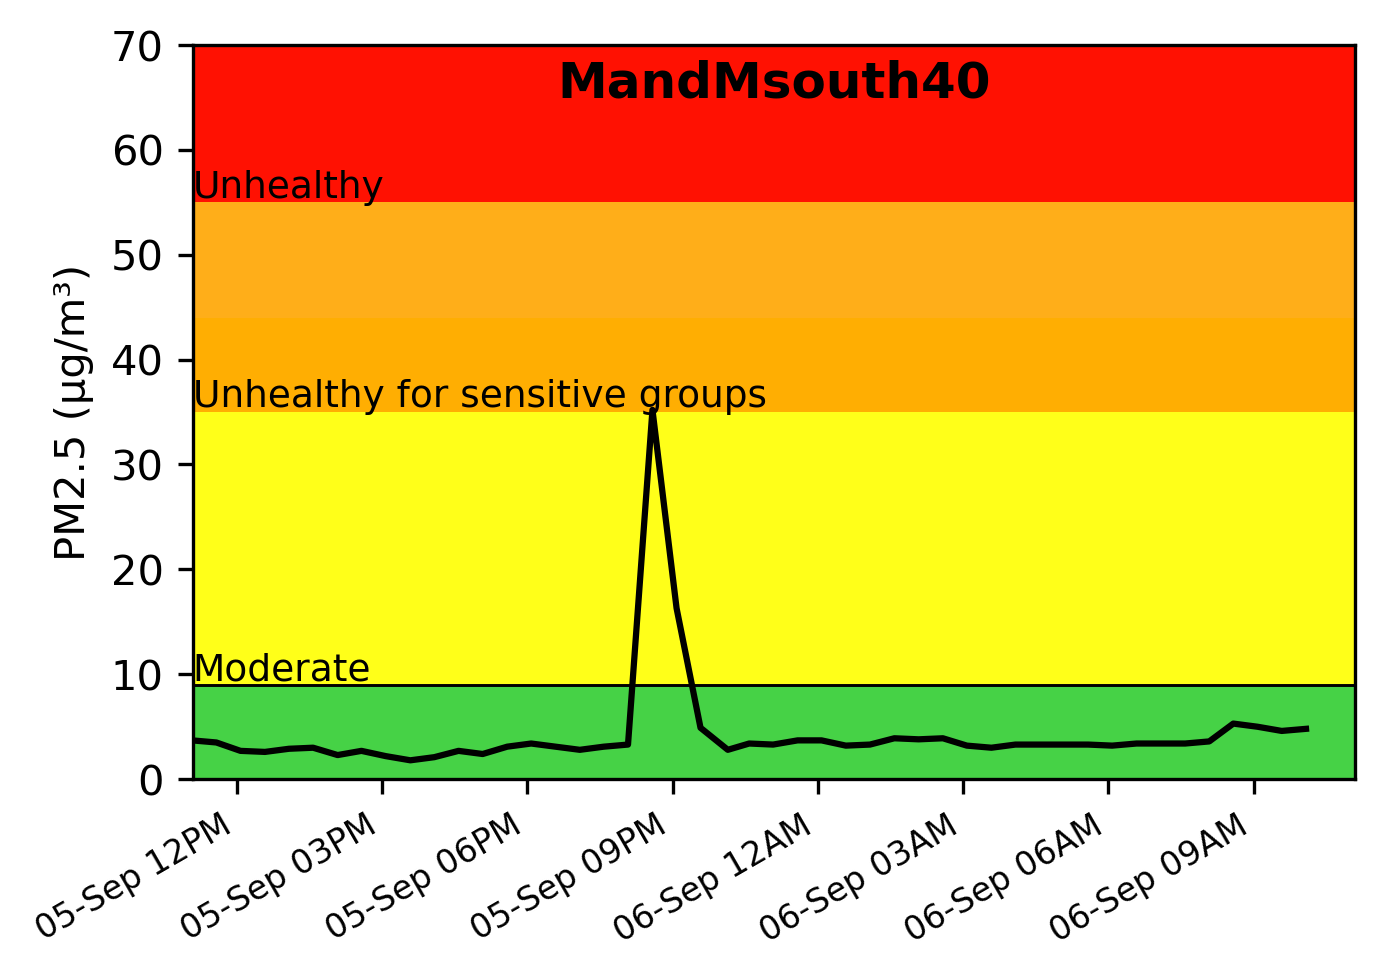 MandMsouth40
70
60
50
40
30
20
10
0
PM2.5 (µg/m³)
Unhealthy
Unhealthy for sensitive groups
Moderate
05-Sep 12PM
05-Sep 03PM
05-Sep 06PM
05-Sep 09PM
06-Sep 12AM
06-Sep 03AM
06-Sep 06AM
06-Sep 09AM